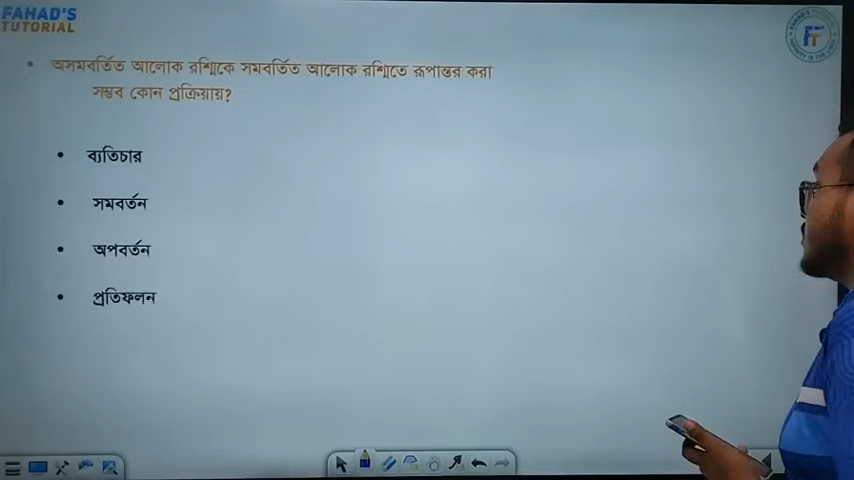 FAHAD'S
TUTORIAL
• অসমবর্তিত আলোক রশ্মিকে সমবর্তিত আলোক রশ্মিতে রূপান্তর করা
সম্ভব কোন প্রক্রিয়ায়?
• ব্যতিচার
• সমবর্তন
• অপবর্তন
• প্রতিফলন